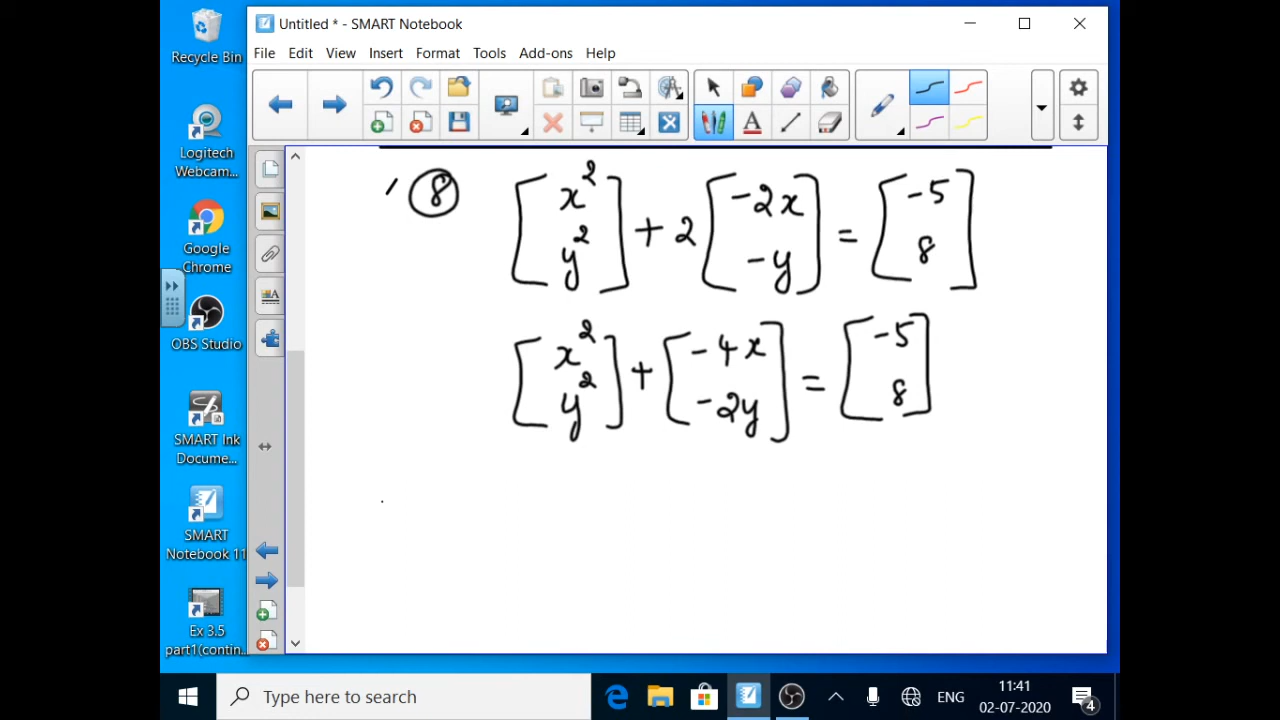 Recycle Bin
Logitech
Webcam...
Google
Chrome
OBS Studio
SMART Ink
Docume...
SMART
Notebook 11
Ex 3.5
part1(contin...
Untitled * - SMART Notebook
File Edit View Insert Format Tools Add-ons Help
⑧ [x² y²] + 2 [-2x -y] = [-5 8]
[x² y²] + [-4x -2y] = [-5 8]
Type here to search
ENG
11:41
02-07-2020
4